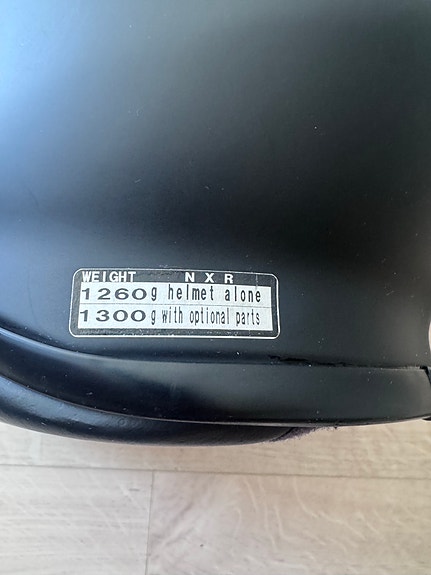 WEIGHT NXR
1260g helmet alone
1300g with optional parts